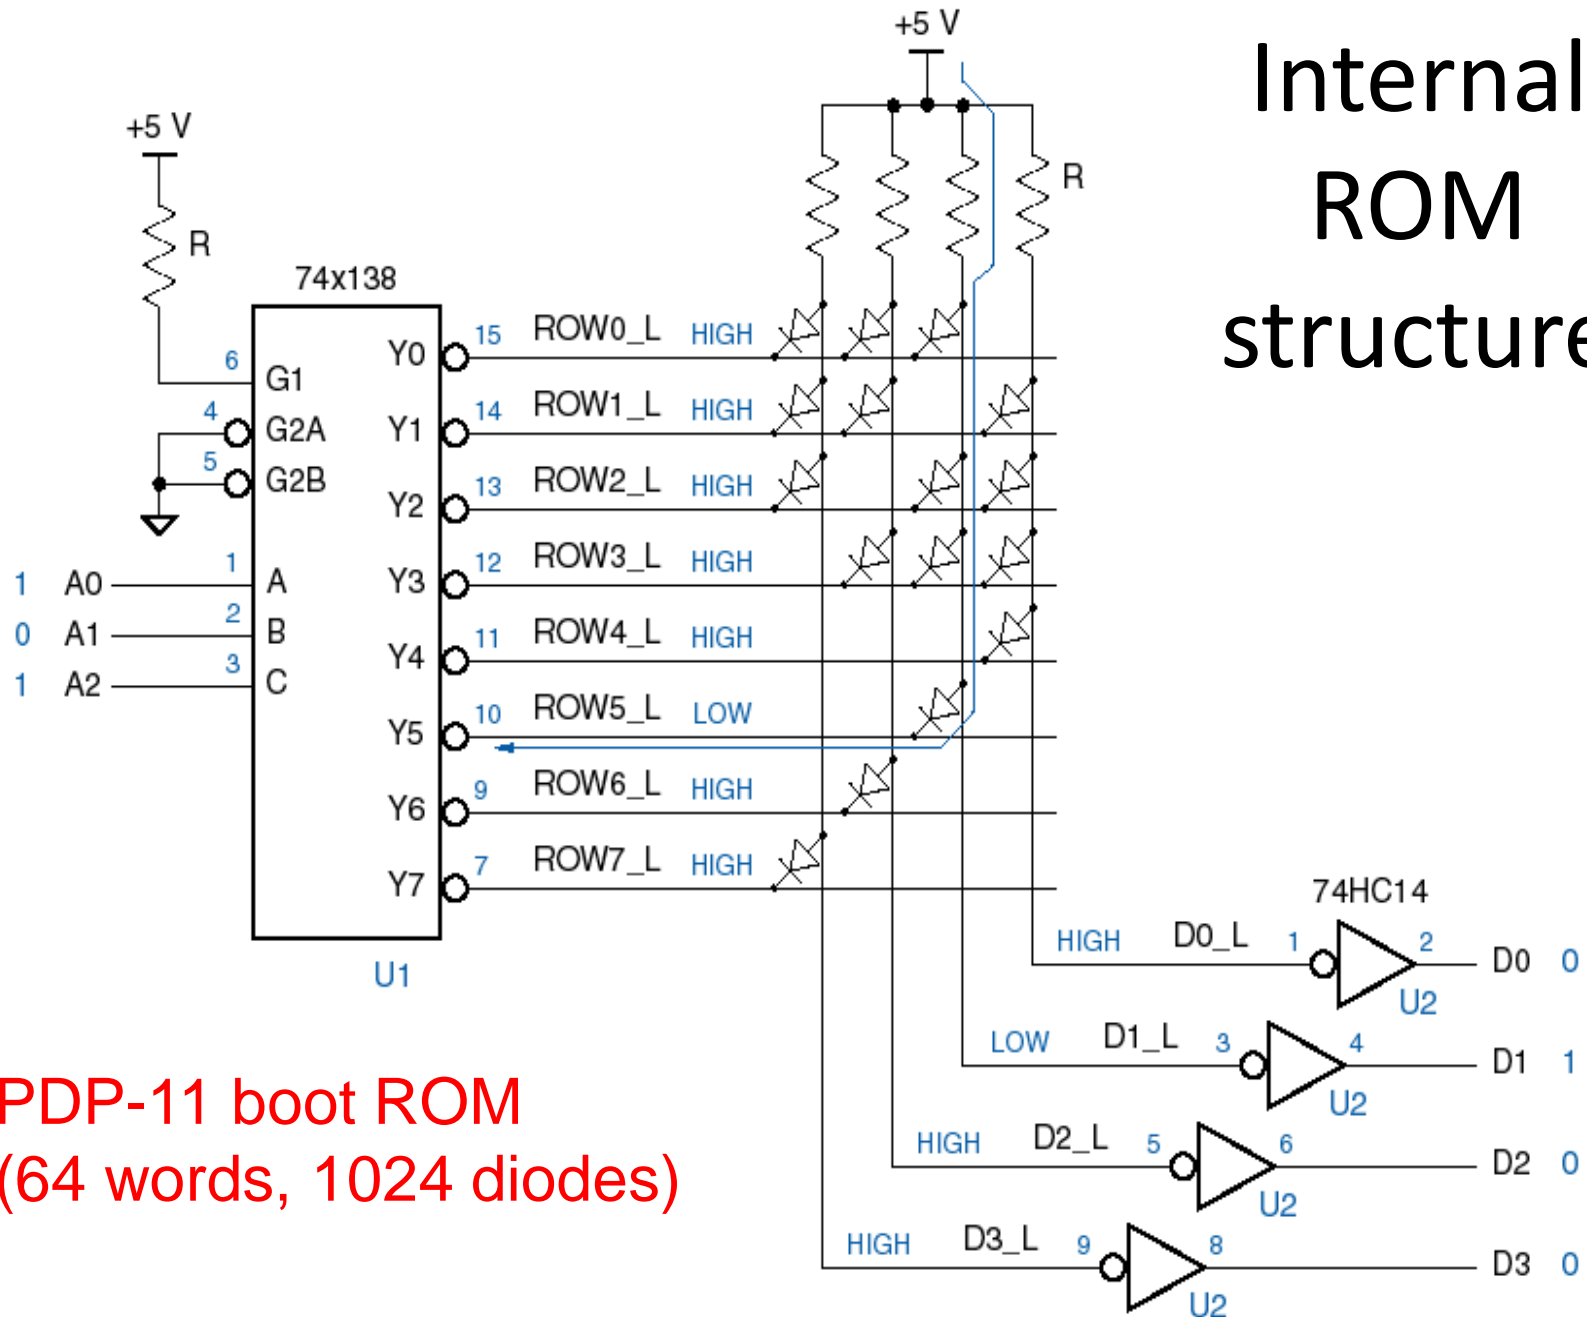 +5 V
Internal
ROM
structure
+5 V
R
R
74x138
6 G1
4 G2A
5 G2B
1 A0 1 A
0 A1 2 B
1 A2 3 C
Y0 15 ROW0_L HIGH
Y1 14 ROW1_L HIGH
Y2 13 ROW2_L HIGH
Y3 12 ROW3_L HIGH
Y4 11 ROW4_L HIGH
Y5 10 ROW5_L LOW
Y6 9 ROW6_L HIGH
Y7 7 ROW7_L HIGH
U1
74HC14
HIGH D0_L 1 2 D0 0
U2
LOW D1_L 3 4 D1 1
U2
HIGH D2_L 5 6 D2 0
U2
HIGH D3_L 9 8 D3 0
U2
PDP-11 boot ROM
(64 words, 1024 diodes)